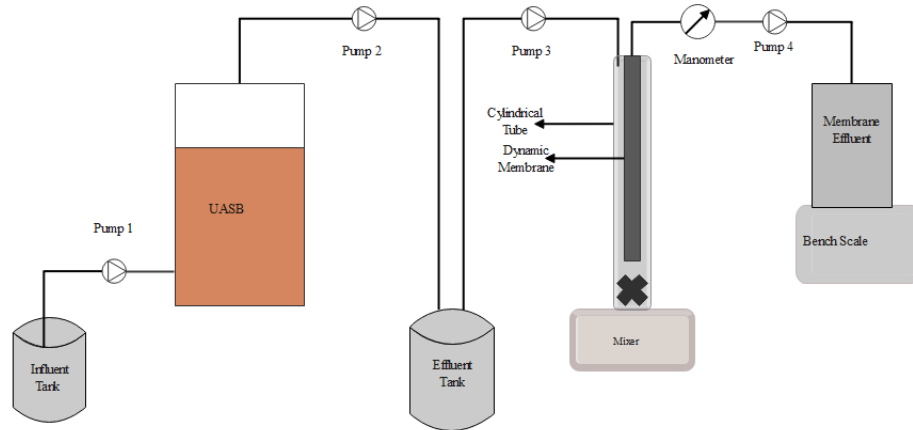 Pump 2
Pump 3
Manometer
Pump 4
Cylindrical
Tube
Dynamic
Membrane
Membrane
Effluent
UASB
Pump 1
Bench Scale
Mixer
Influent
Tank
Effluent
Tank